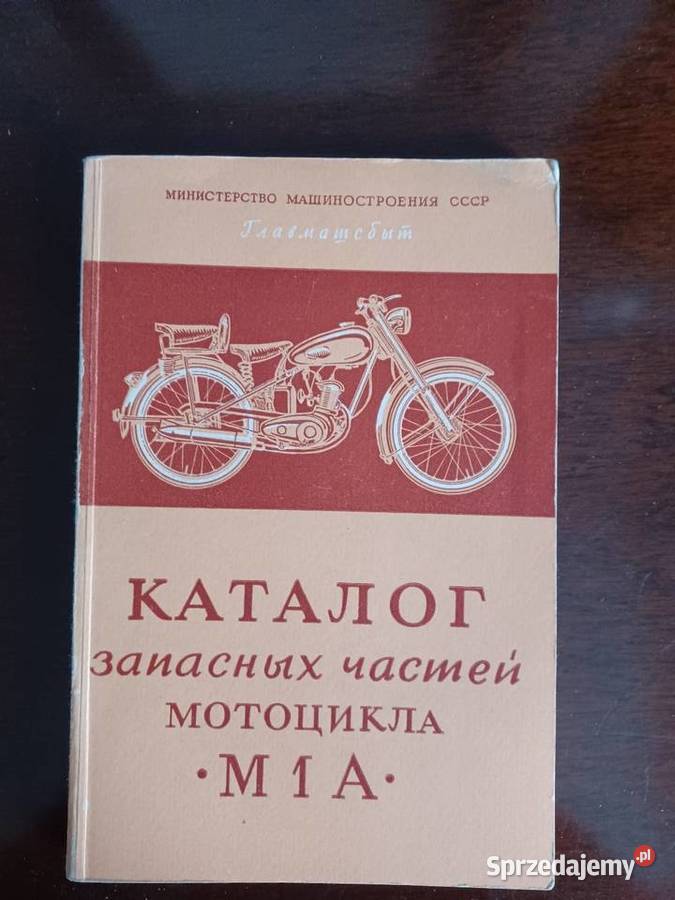 МИНИСТЕРСТВО МАШИНОСТРОЕНИЯ СССР
Главмашсбыт
КАТАЛОГ
запасных частей
МОТОЦИКЛА
·М1А·
Sprzedajemy.pl